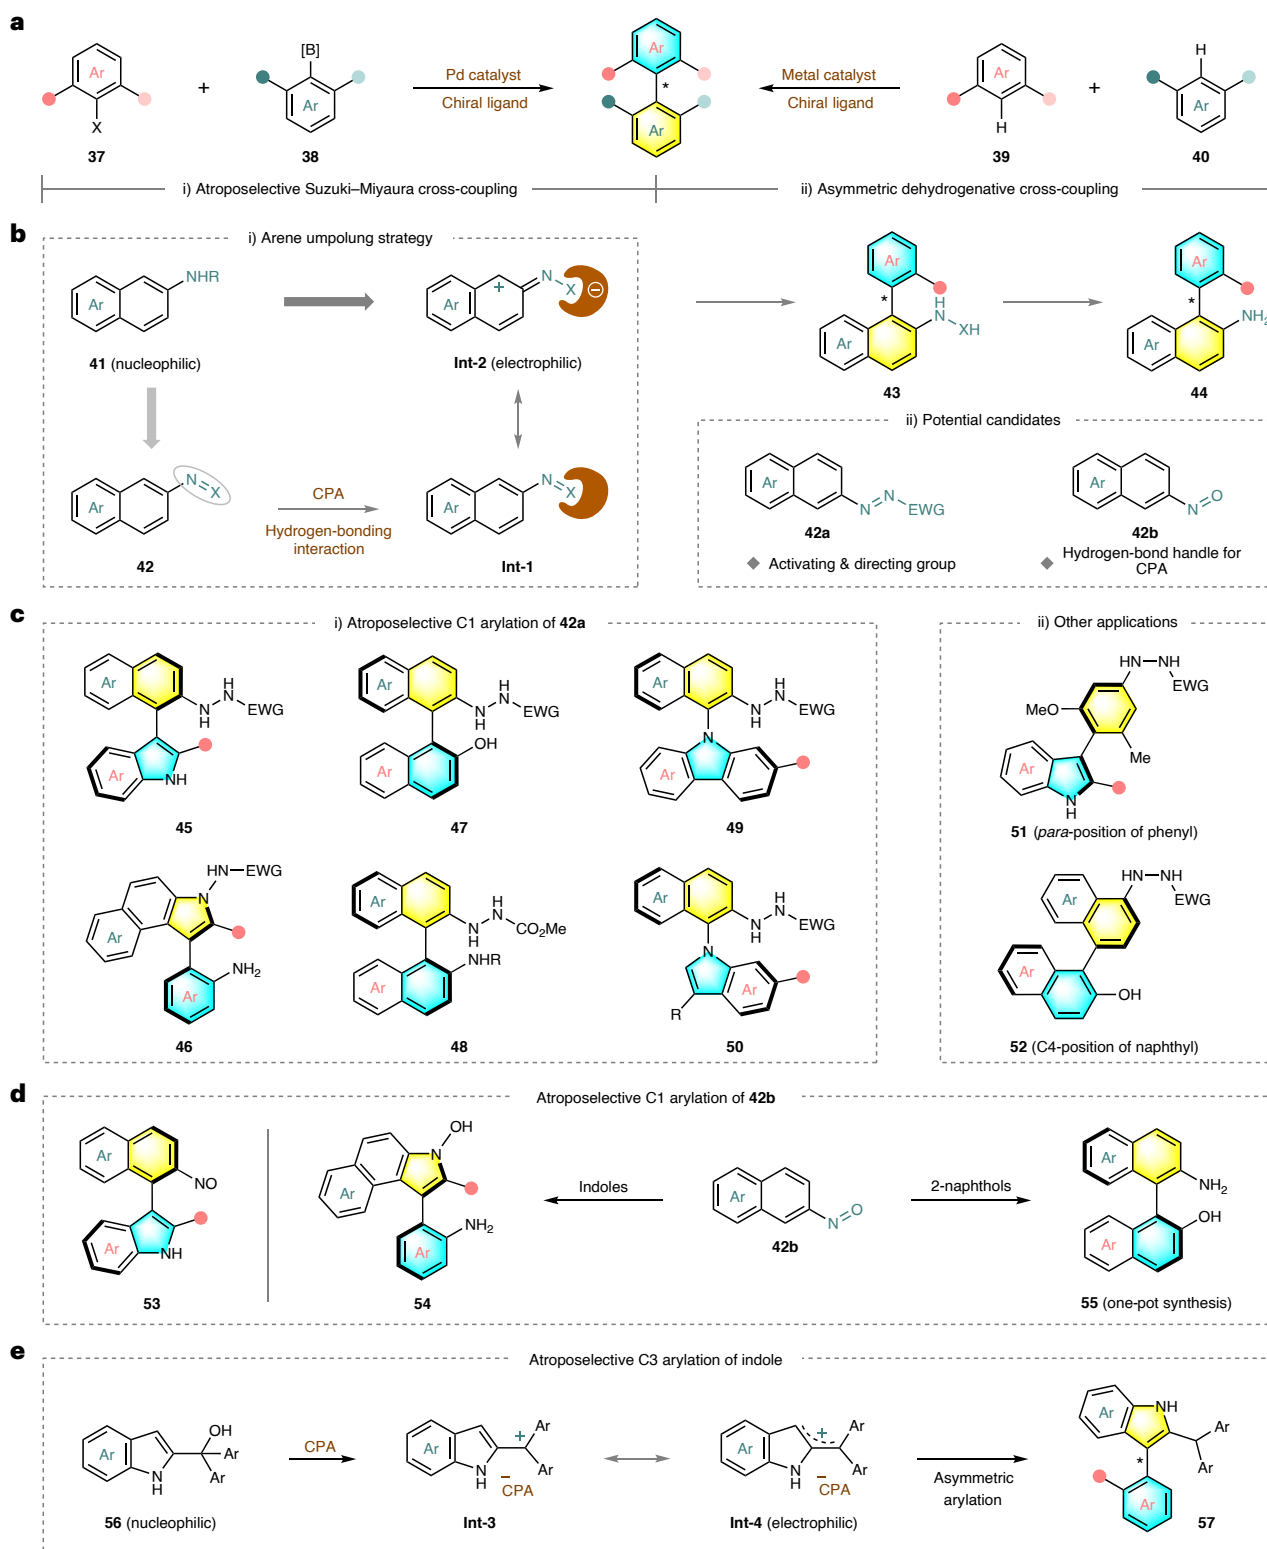 a
Ar
X
37
+
[B]
Ar
38
Pd catalyst
Chiral ligand
Ar
*
Ar
Metal catalyst
Chiral ligand
Ar
H
39
+
H
Ar
40
i) Atroposelective Suzuki–Miyaura cross-coupling
ii) Asymmetric dehydrogenative cross-coupling
b
i) Arene umpolung strategy
Ar
NHR
41 (nucleophilic)
Ar
+
N
X
−
Int-2 (electrophilic)
Ar
N
X
42
CPA
Hydrogen-bonding
interaction
Ar
N
X
Int-1
Ar
*
Ar
H
N
XH
43
Ar
*
Ar
NH2
44
ii) Potential candidates
Ar
N
N
EWG
42a
Activating & directing group
Ar
N
O
42b
Hydrogen-bond handle for
CPA
c
i) Atroposelective C1 arylation of 42a
Ar
N
H
H
N
EWG
Ar
NH
45
Ar
N
H
H
N
EWG
OH
Ar
47
Ar
N
H
H
N
EWG
N
Ar
49
HN
EWG
N
Ar
NH2
Ar
46
Ar
N
H
H
N
CO2Me
NHR
Ar
48
Ar
N
H
H
N
EWG
N
Ar
R
50
ii) Other applications
HN
NH
EWG
MeO
Me
Ar
N
H
51 (para-position of phenyl)
HN
NH
EWG
Ar
Ar
OH
52 (C4-position of naphthyl)
d
Atroposelective C1 arylation of 42b
Ar
NO
Ar
NH
53
OH
N
Ar
NH2
Ar
54
Indoles
Ar
N
O
42b
2-naphthols
Ar
NH2
OH
Ar
55 (one-pot synthesis)
e
Atroposelective C3 arylation of indole
Ar
N
H
OH
Ar
Ar
56 (nucleophilic)
CPA
Ar
N
H
+
Ar
Ar
−
CPA
Int-3
Ar
N
H
+
Ar
Ar
−
CPA
Int-4 (electrophilic)
Asymmetric
arylation
Ar
NH
Ar
Ar
*
Ar
57